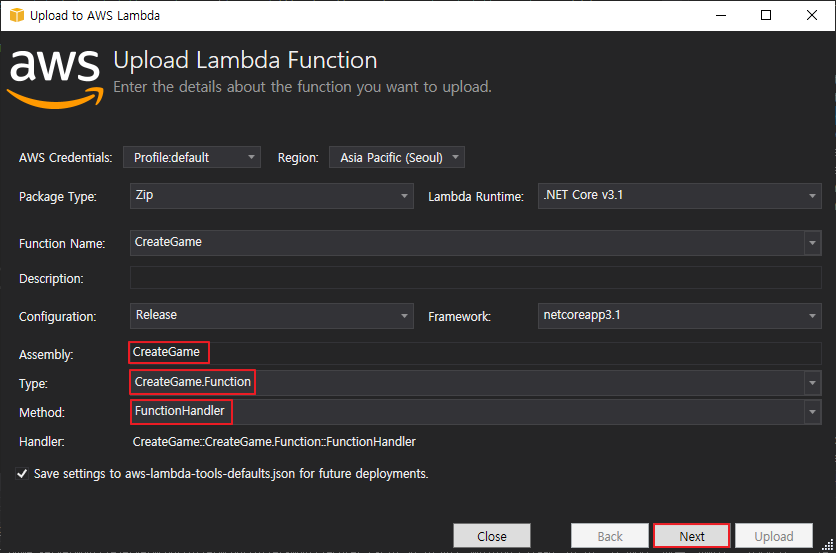 Upload to AWS Lambda
aws
Upload Lambda Function
Enter the details about the function you want to upload.
AWS Credentials: Profile:default Region: Asia Pacific (Seoul)
Package Type: Zip Lambda Runtime: .NET Core v3.1
Function Name: CreateGame
Description:
Configuration: Release Framework: netcoreapp3.1
Assembly: CreateGame
Type: CreateGame.Function
Method: FunctionHandler
Handler: CreateGame::CreateGame.Function::FunctionHandler
Save settings to aws-lambda-tools-defaults.json for future deployments.
Close Back Next Upload